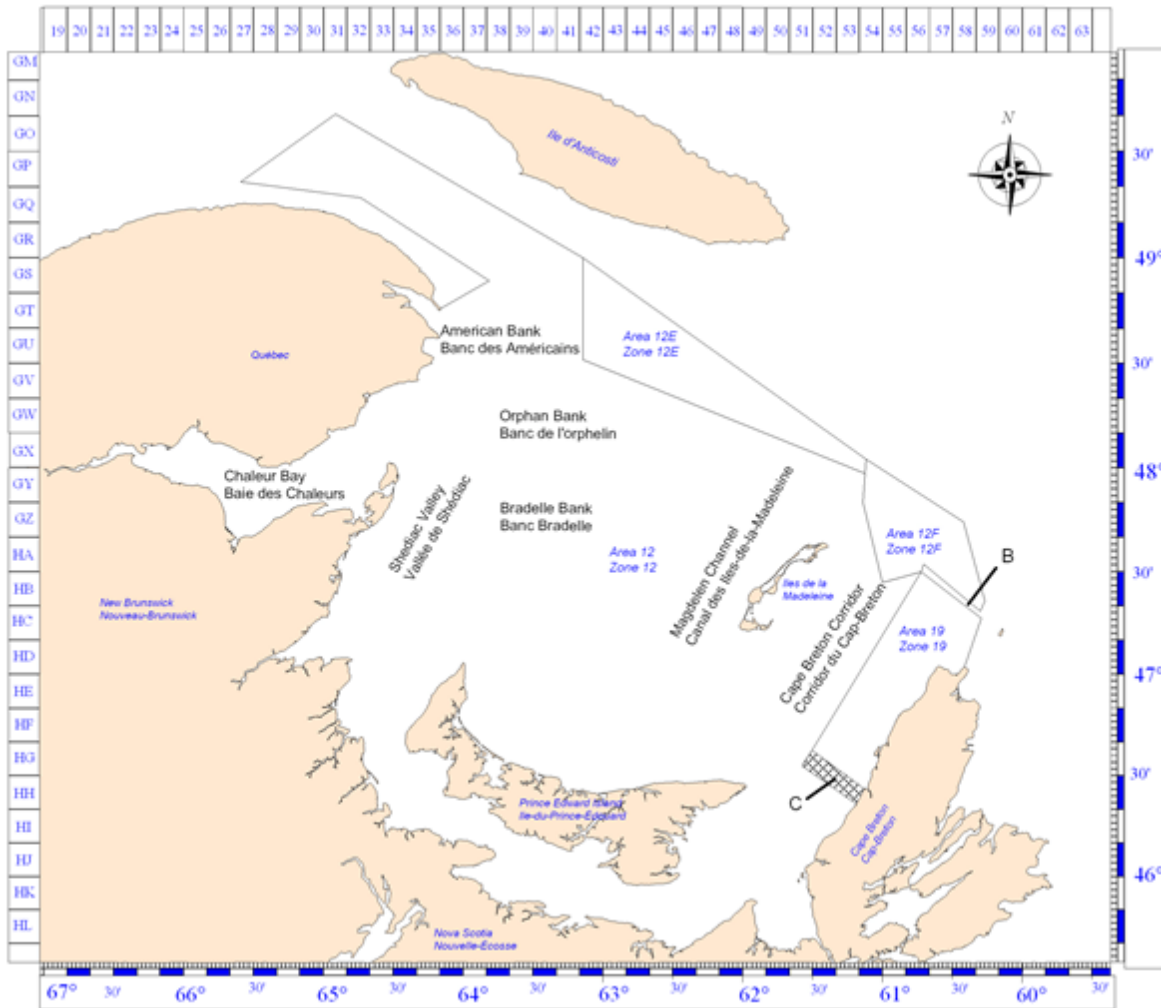 19 20 21 22 23 24 25 26 27 28 29 30 31 32 33 34 35 36 37 38 39 40 41 42 43 44 45 46 47 48 49 50 51 52 53 54 55 56 57 58 59 60 61 62 63
GM
GN
GO
GP
GQ
GR
GS
GT
GU
GV
GW
GX
GY
GZ
HA
HB
HC
HD
HE
HF
HG
HH
HI
HJ
HK
HL
Ile d'Anticosti
N
30'
49°
30'
48°
30'
47°
30'
46°
American Bank
Banc des Américains
Area 12E
Zone 12E
Québec
Orphan Bank
Banc de l'orphelin
Chaleur Bay
Baie des Chaleurs
Shediac Valley
Vallée de Shédiac
Bradelle Bank
Banc Bradelle
Area 12
Zone 12
Magdelen Channel
Canal des Iles-de-la-Madeleine
Area 12F
Zone 12F
B
Iles de la
Madeleine
New Brunswick
Nouveau-Brunswick
Cape Breton Corridor
Corridor du Cap-Breton
Area 19
Zone 19
C
Prince Edward Island
Ile-du-Prince-Édouard
Cape Breton
Cap-Breton
Nova Scotia
Nouvelle-Écosse
67° 30' 66° 30' 65° 30' 64° 30' 63° 30' 62° 30' 61° 30' 60° 30'